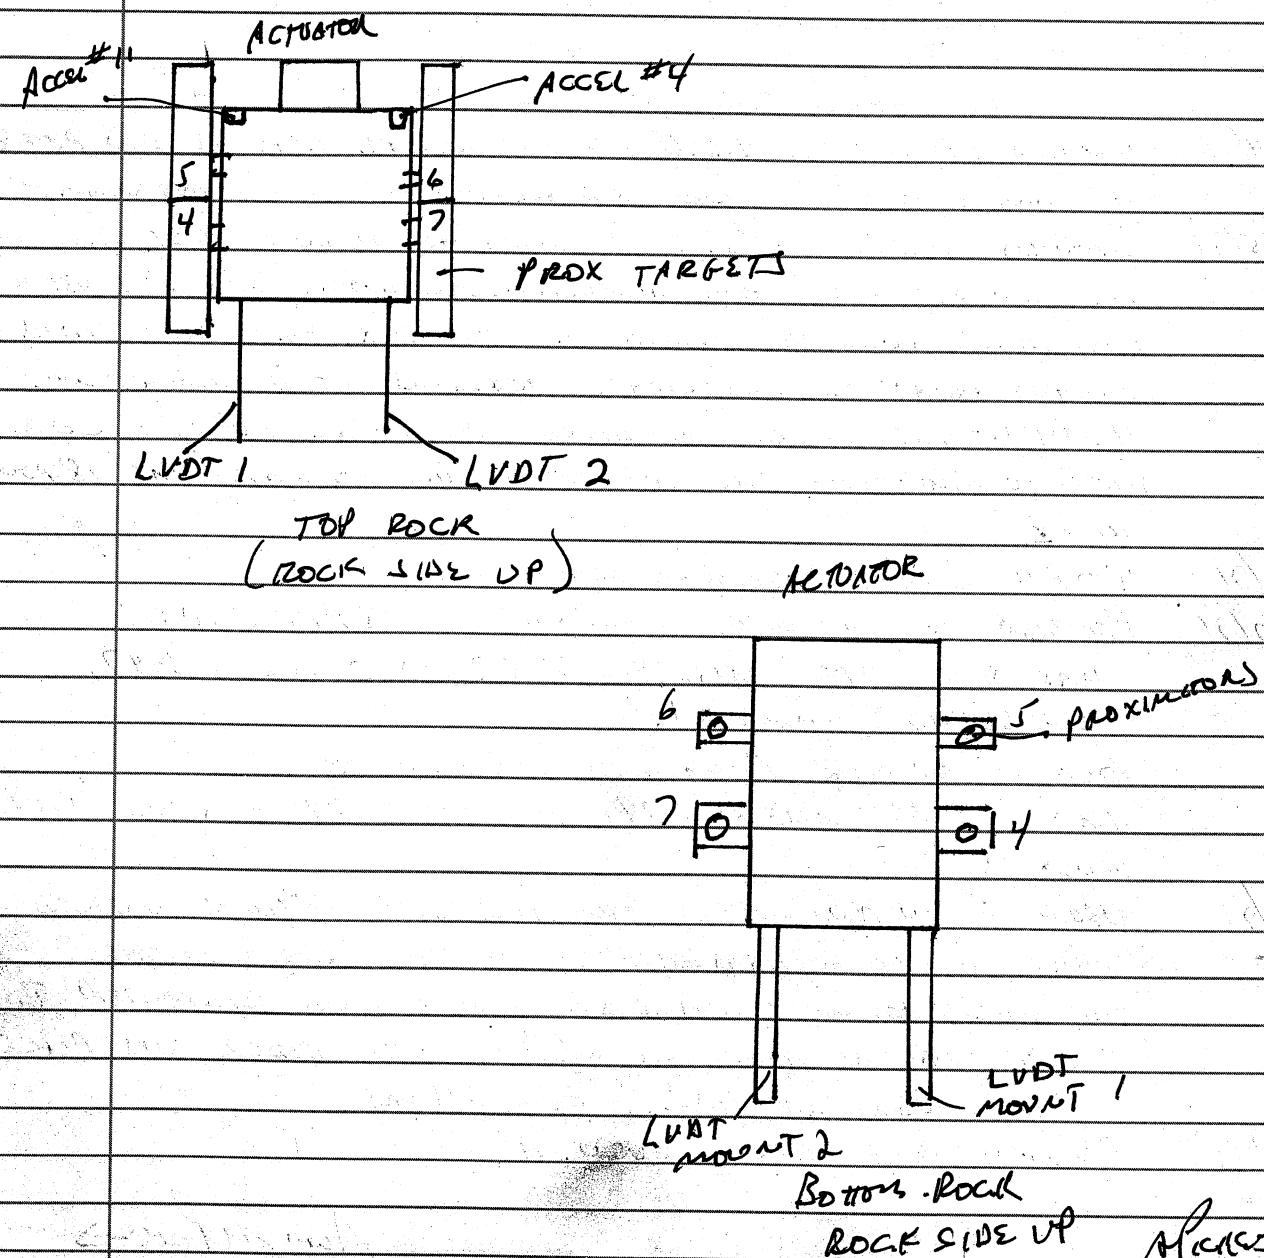 ACTUATOR
ACCEL #11
ACCEL #4
5
6
4
7
PROX TARGETS
LVDT 1
LVDT 2
TOP ROCK
(ROCK SIDE UP)
ACTUATOR
6
5
PROXIMITORS
7
4
LVDT
MOUNT 1
LVDT
MOUNT 2
BOTTOM ROCK
ROCK SIDE UP